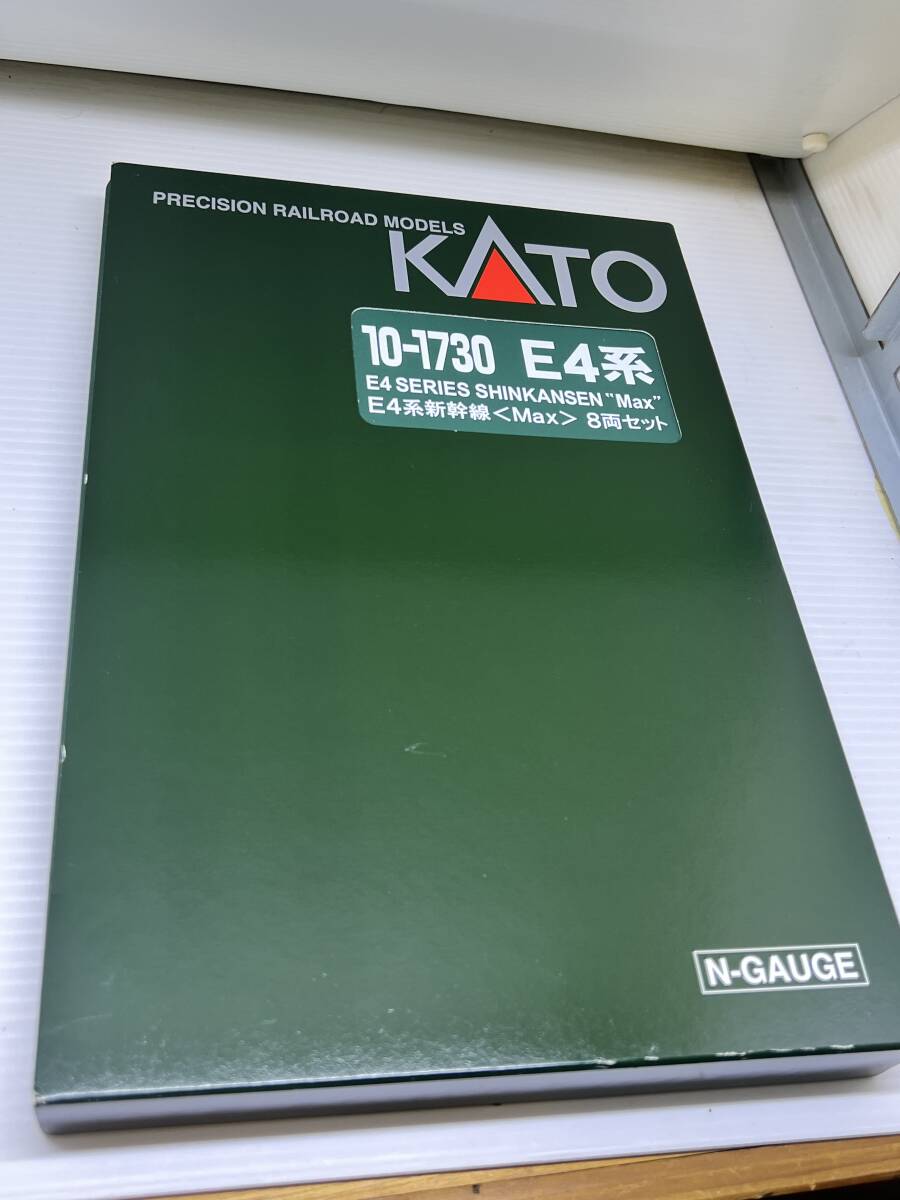 PRECISION RAILROAD MODELS
KATO
10-1730 E4系
E4 SERIES SHINKANSEN "Max"
E4系新幹線<Max> 8両セット
N-GAUGE